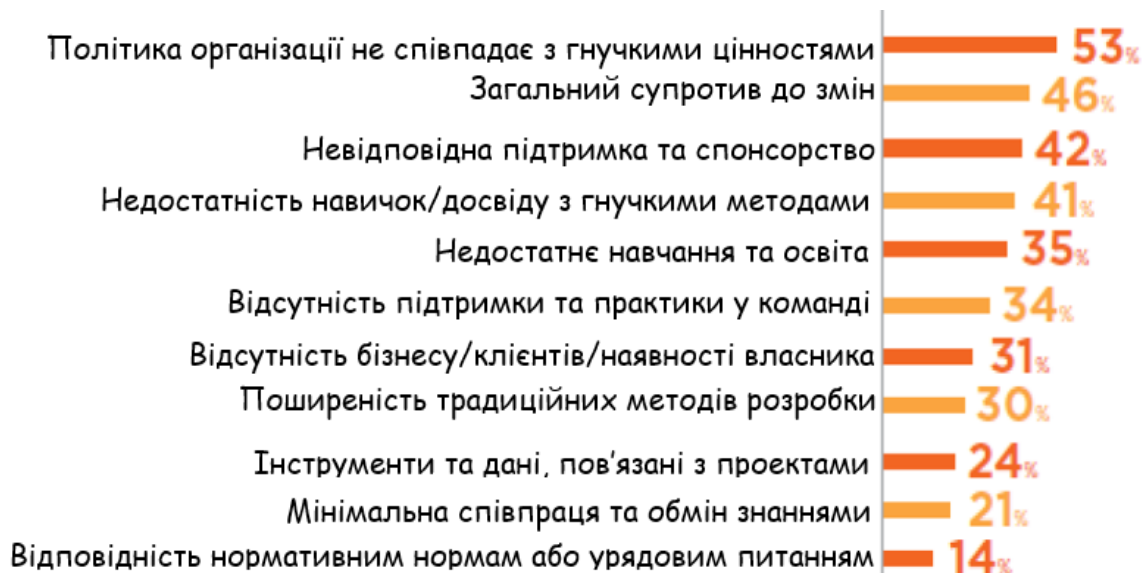 Політика організації не співпадає з гнучкими цінностями 53%
Загальний супротив до змін 46%
Невідповідна підтримка та спонсорство 42%
Недостатність навичок/досвіду з гнучкими методами 41%
Недостатнє навчання та освіта 35%
Відсутність підтримки та практики у команді 34%
Відсутність бізнесу/клієнтів/наявності власника 31%
Поширеність традиційних методів розробки 30%
Інструменти та дані, пов'язані з проектами 24%
Мінімальна співпраця та обмін знаннями 21%
Відповідність нормативним нормам або урядовим питанням 14%